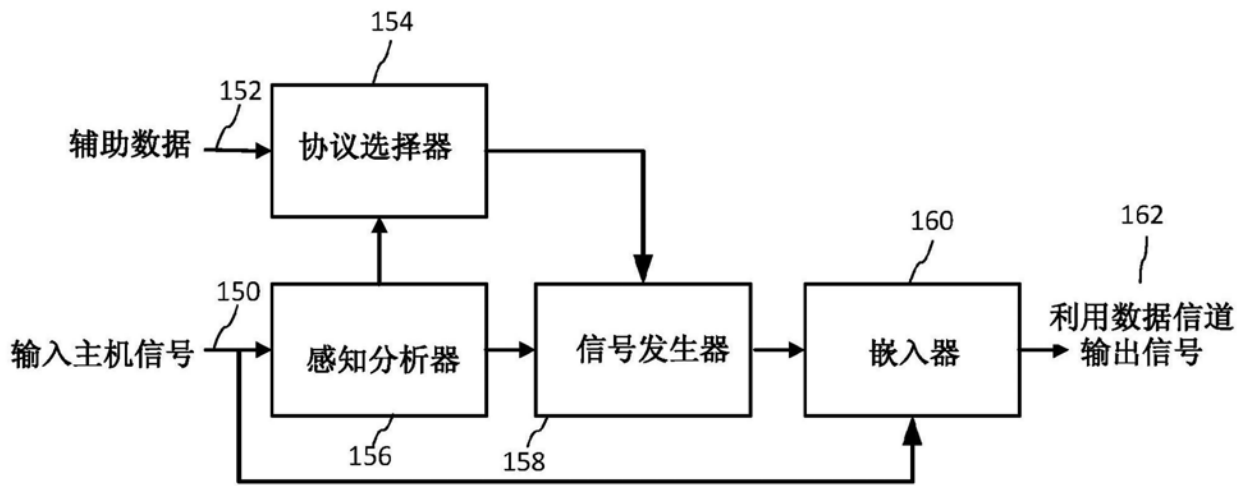 154
152
辅助数据
协议选择器
160
162
150
输入主机信号
感知分析器
信号发生器
嵌入器
利用数据信道
输出信号
156
158